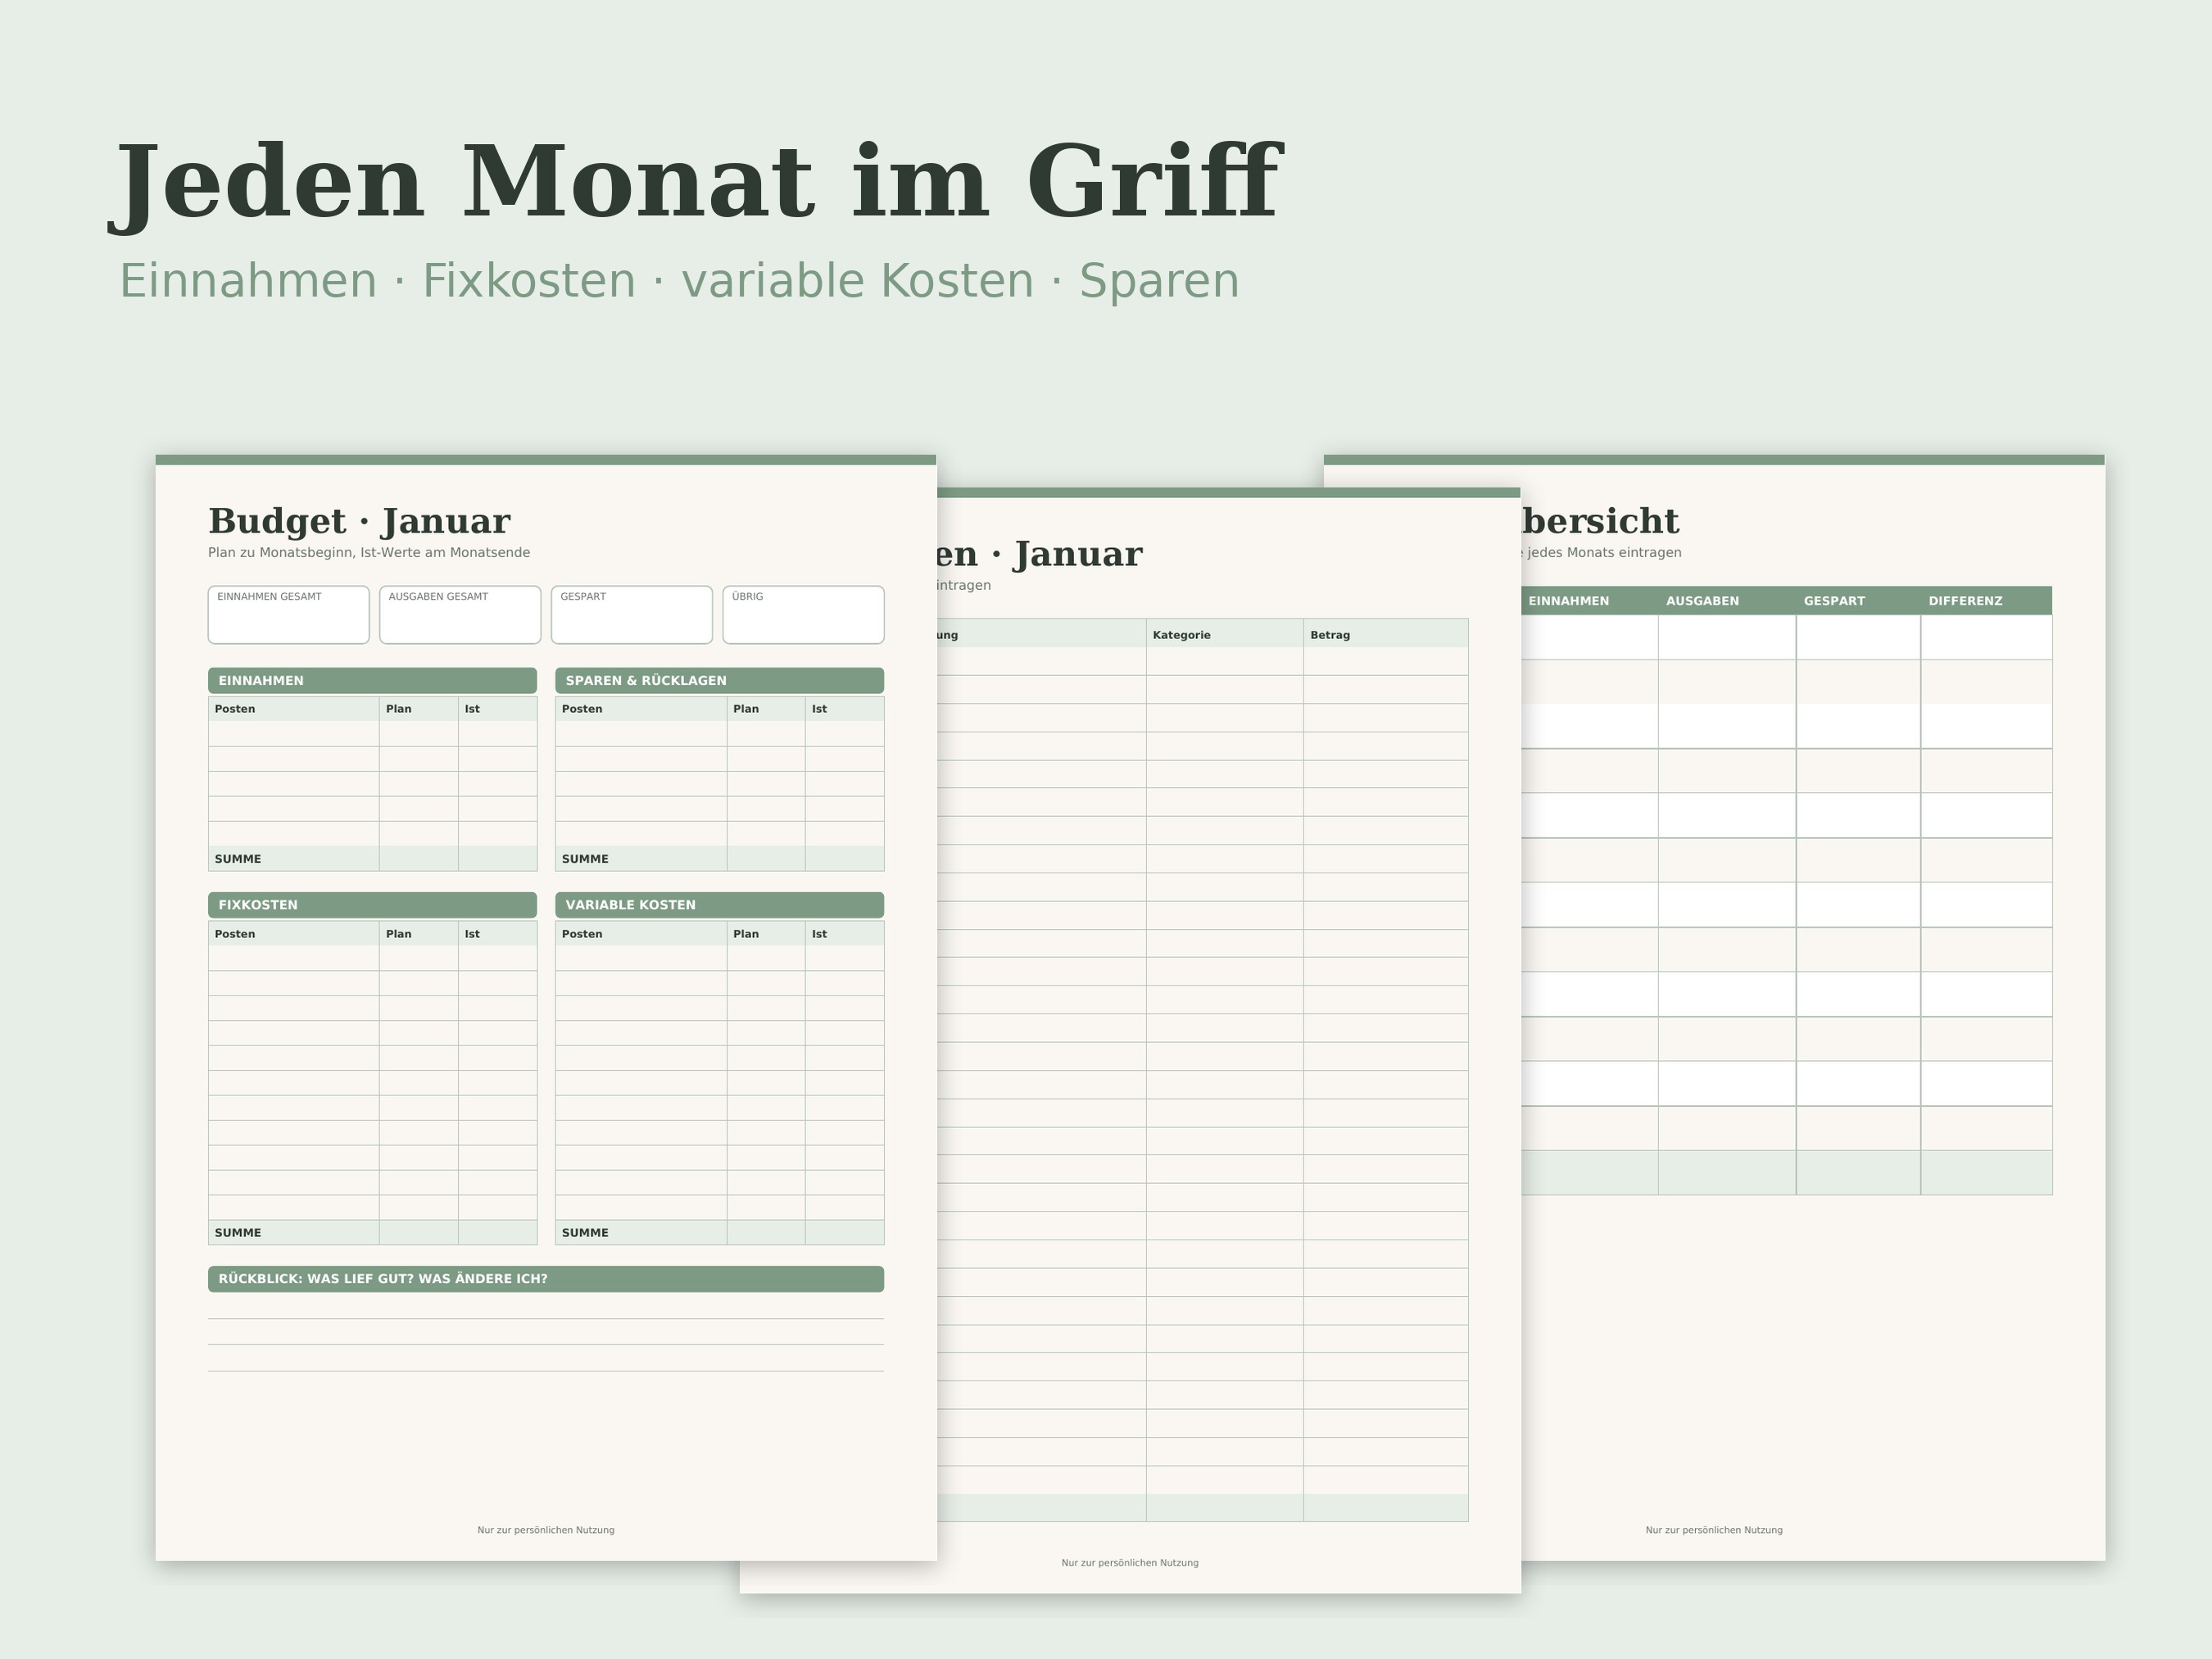 Jeden Monat im Griff
Einnahmen · Fixkosten · variable Kosten · Sparen
Budget · Januar
Plan zu Monatsbeginn, Ist-Werte am Monatsende
EINNAHMEN GESAMT
AUSGABEN GESAMT
GESPART
ÜBRIG
EINNAHMEN
Posten Plan Ist
SUMME
SPAREN & RÜCKLAGEN
Posten Plan Ist
SUMME
FIXKOSTEN
Posten Plan Ist
SUMME
VARIABLE KOSTEN
Posten Plan Ist
SUMME
RÜCKBLICK: WAS LIEF GUT? WAS ÄNDERE ICH?
Nur zur persönlichen Nutzung
en · Januar
intragen
ung Kategorie Betrag
Nur zur persönlichen Nutzung
bersicht
jedes Monats eintragen
EINNAHMEN AUSGABEN GESPART DIFFERENZ
Nur zur persönlichen Nutzung